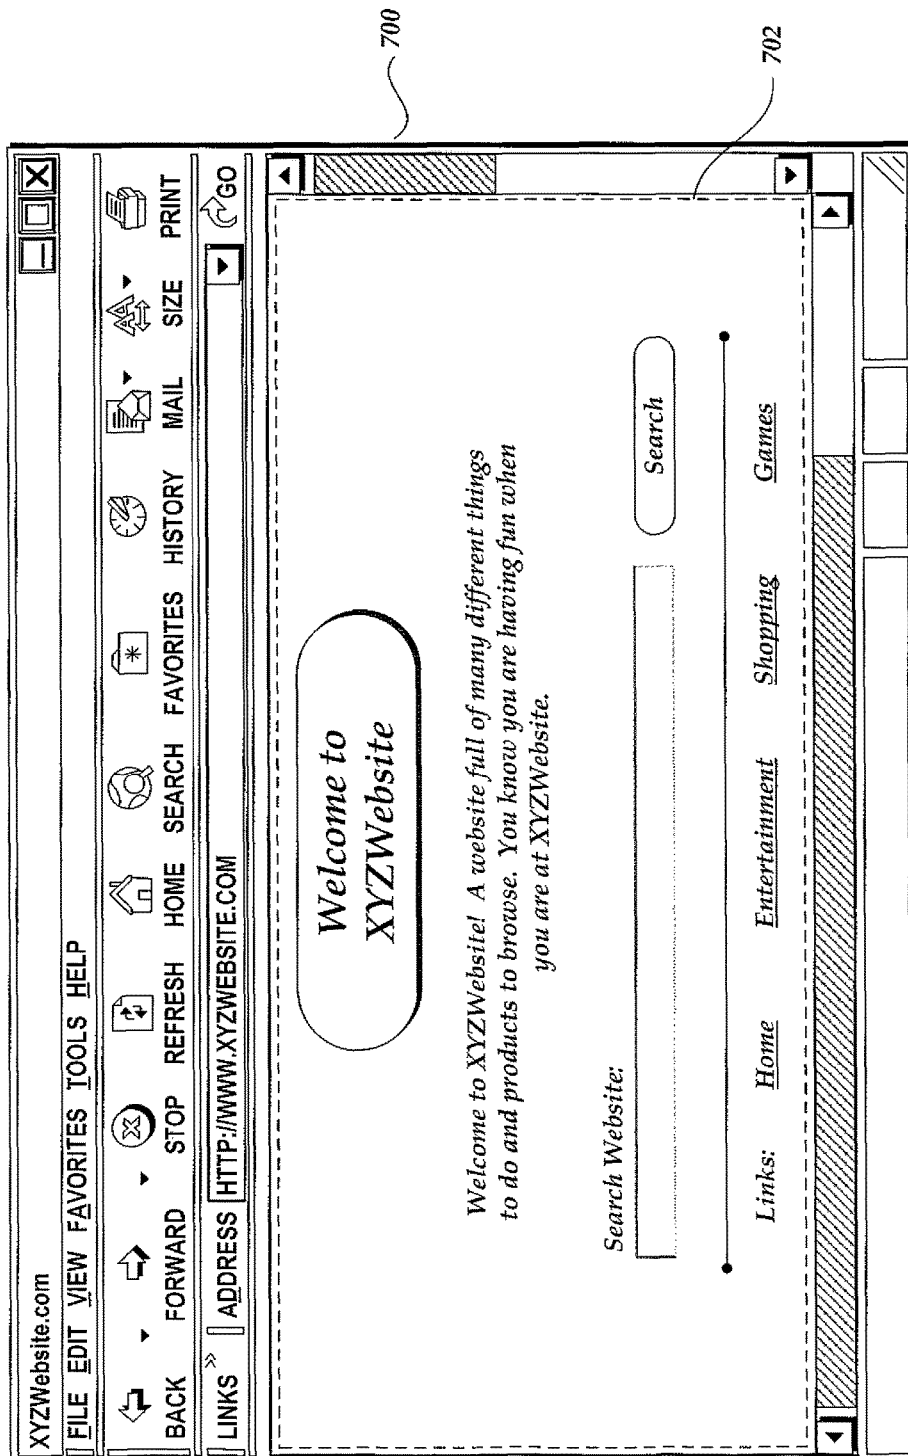 XYZWebsite.com
FILE EDIT VIEW FAVORITES TOOLS HELP
BACK FORWARD STOP REFRESH HOME SEARCH FAVORITES HISTORY MAIL SIZE PRINT
LINKS » ADDRESS HTTP://WWW.XYZWEBSITE.COM GO
Welcome to
XYZWebsite
Welcome to XYZWebsite! A website full of many different things
to do and products to browse. You know you are having fun when
you are at XYZWebsite.
Search Website:
Search
Links: Home Entertainment Shopping Games
700
702